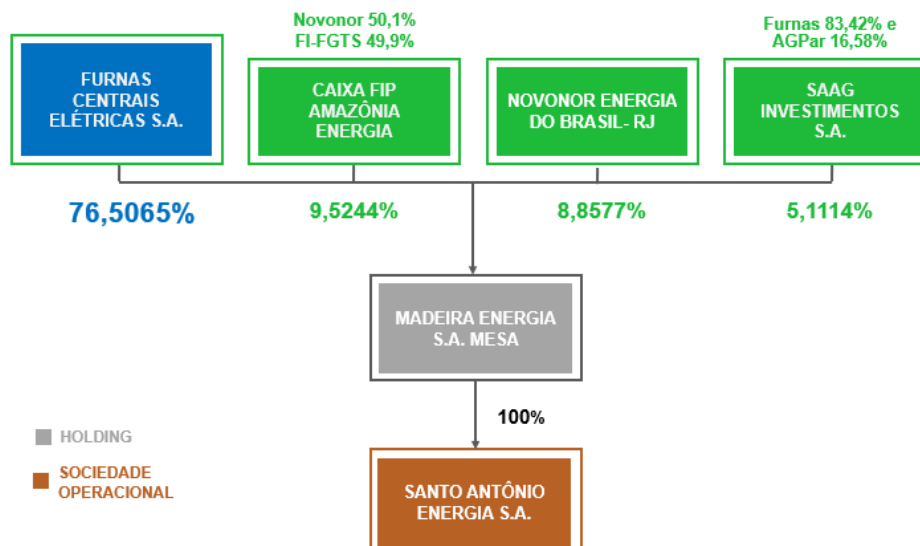 Novonor 50,1%
FI-FGTS 49,9%
Furnas 83,42% e
AGPar 16,58%
FURNAS
CENTRAIS
ELÉTRICAS S.A.
CAIXA FIP
AMAZÔNIA
ENERGIA
NOVONOR ENERGIA
DO BRASIL- RJ
SAAG
INVESTIMENTOS
S.A.
76,5065%
9,5244%
8,8577%
5,1114%
MADEIRA ENERGIA
S.A. MESA
100%
HOLDING
SOCIEDADE
OPERACIONAL
SANTO ANTÔNIO
ENERGIA S.A.